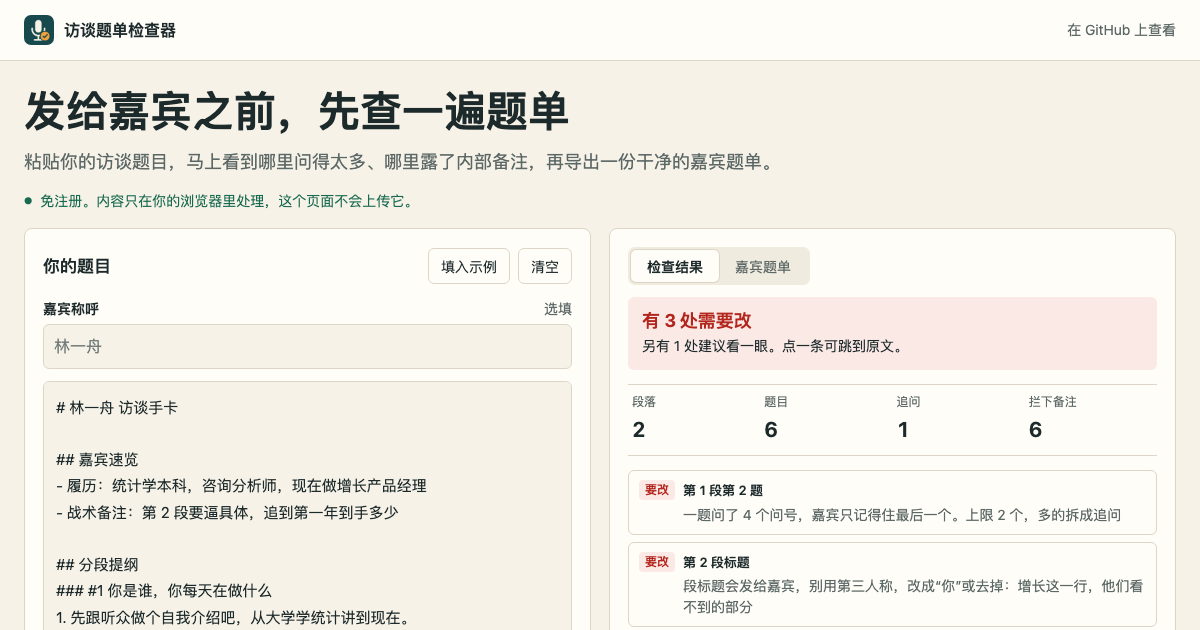 访谈题单检查器
在 GitHub 上查看
发给嘉宾之前，先查一遍题单
粘贴你的访谈题目，马上看到哪里问得太多、哪里露了内部备注，再导出一份干净的嘉宾题单。
免注册。内容只在你的浏览器里处理，这个页面不会上传它。
你的题目
填入示例
清空
嘉宾称呼
选填
林一舟
# 林一舟 访谈手卡
## 嘉宾速览
- 履历：统计学本科，咨询分析师，现在做增长产品经理
- 战术备注：第 2 段要逼具体，追到第一年到手多少
## 分段提纲
### #1 你是谁，你每天在做什么
1. 先跟听众做个自我介绍吧，从大学学统计讲到现在。
检查结果
嘉宾题单
有 3 处需要改
另有 1 处建议看一眼。点一条可跳到原文。
段落
题目
追问
拦下备注
2
6
1
6
要改
第 1 段第 2 题
一题问了 4 个问号，嘉宾只记得住最后一个。上限 2 个，多的拆成追问
要改
第 2 段标题
段标题会发给嘉宾，别用第三人称，改成“你”或去掉：增长这一行，他们看
不到的部分